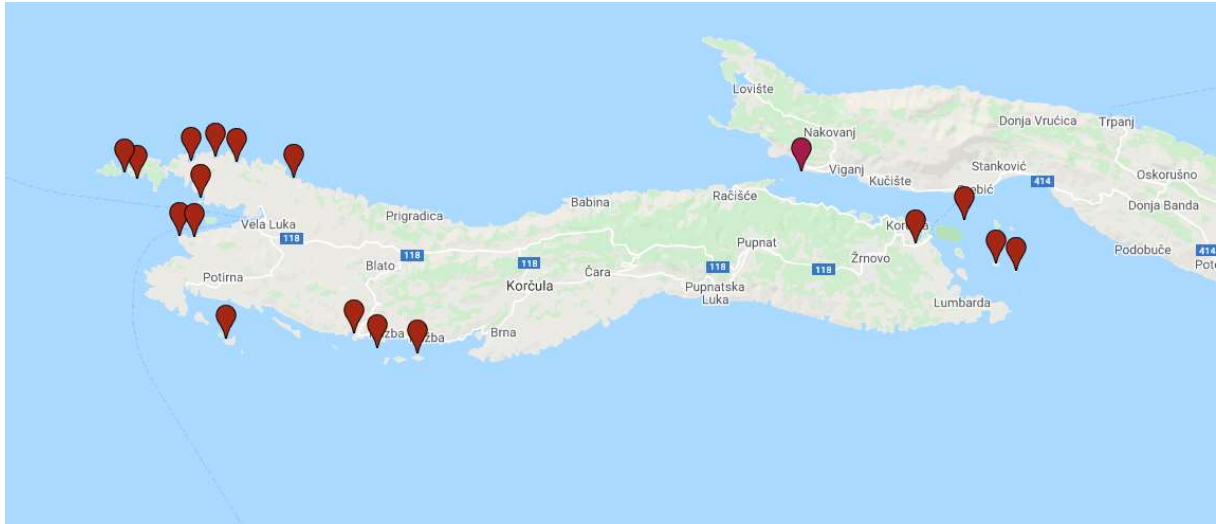 Lovište
Donja Vrućica
Trpanj
Nakovanj
Viganj
Stanković
Kučište
414
Oskorušno
Račišće
Babina
Donja Banda
Prigradica
Vela Luka
118
Pupnat
Podobuče
414
118
Blato
118
Čara
118
Žrnovo
Potirna
Korčula
Pupnatska
Luka
Lumbarda
Brna